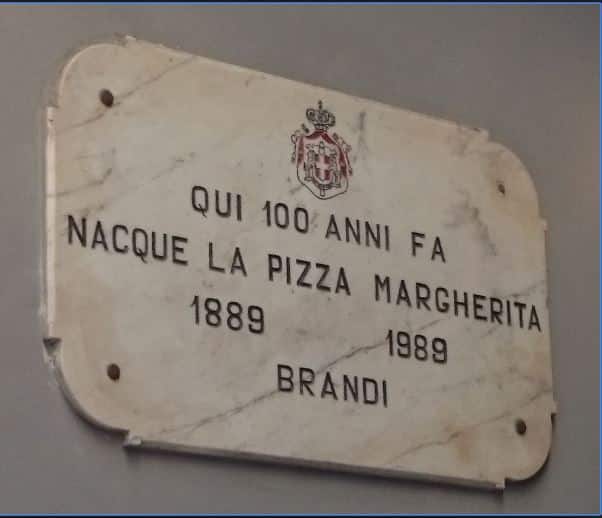 QUI 100 ANNI FA
NACQUE LA PIZZA MARGHERITA
1889 1989
BRANDI